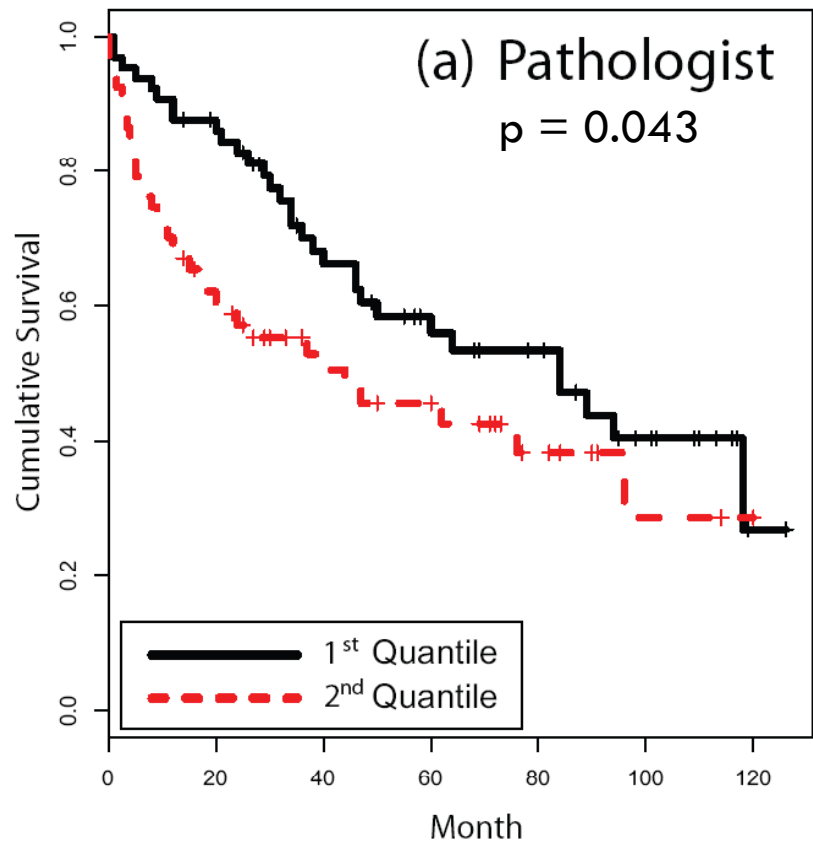 (a) Pathologist
p = 0.043
Cumulative Survival
1.0
0.8
0.6
0.4
0.2
0.0
1st Quantile
2nd Quantile
0 20 40 60 80 100 120
Month